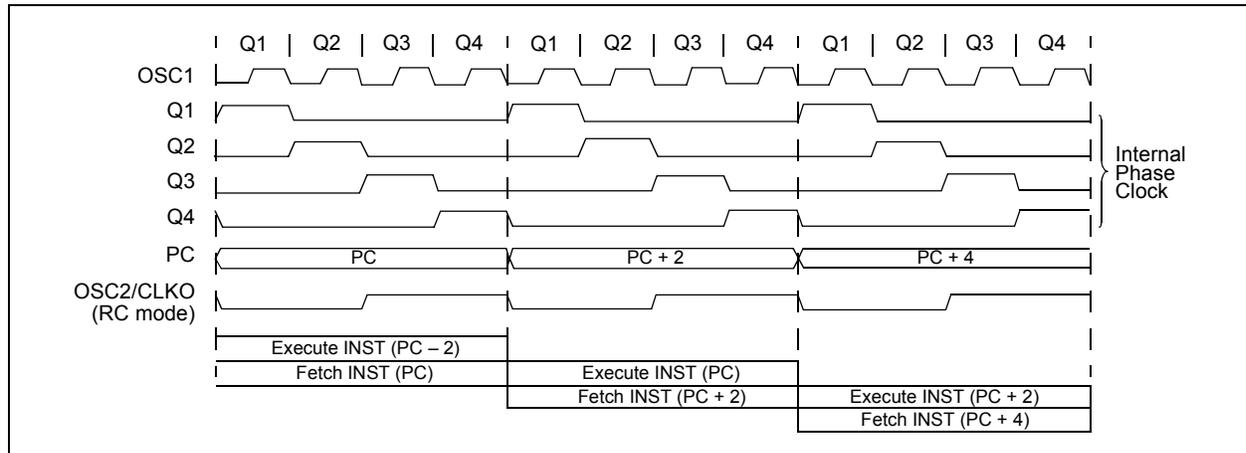 Q1 Q2 Q3 Q4 Q1 Q2 Q3 Q4 Q1 Q2 Q3 Q4
OSC1
Q1
Q2
Q3
Q4
Internal
Phase
Clock
PC
PC PC + 2 PC + 4
OSC2/CLKO
(RC mode)
Execute INST (PC – 2)
Fetch INST (PC) Execute INST (PC)
Fetch INST (PC + 2) Execute INST (PC + 2)
Fetch INST (PC + 4)